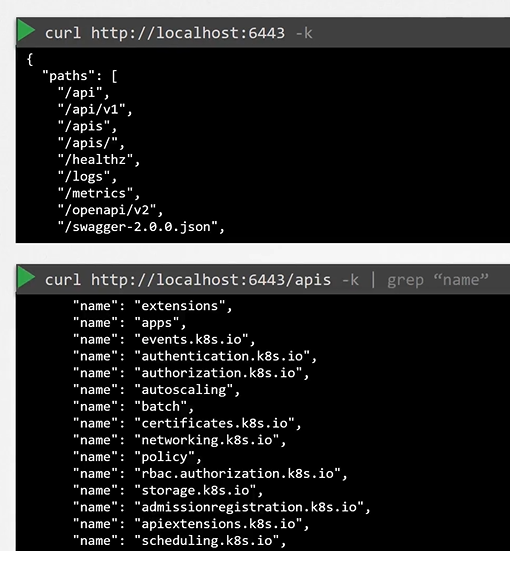 curl http://localhost:6443 -k
{
"paths": [
"/api",
"/api/v1",
"/apis",
"/apis/",
"/healthz",
"/logs",
"/metrics",
"/openapi/v2",
"/swagger-2.0.0.json",
curl http://localhost:6443/apis -k | grep “name”
"name": "extensions",
"name": "apps",
"name": "events.k8s.io",
"name": "authentication.k8s.io",
"name": "authorization.k8s.io",
"name": "autoscaling",
"name": "batch",
"name": "certificates.k8s.io",
"name": "networking.k8s.io",
"name": "policy",
"name": "rbac.authorization.k8s.io",
"name": "storage.k8s.io",
"name": "admissionregistration.k8s.io",
"name": "apiextensions.k8s.io",
"name": "scheduling.k8s.io",